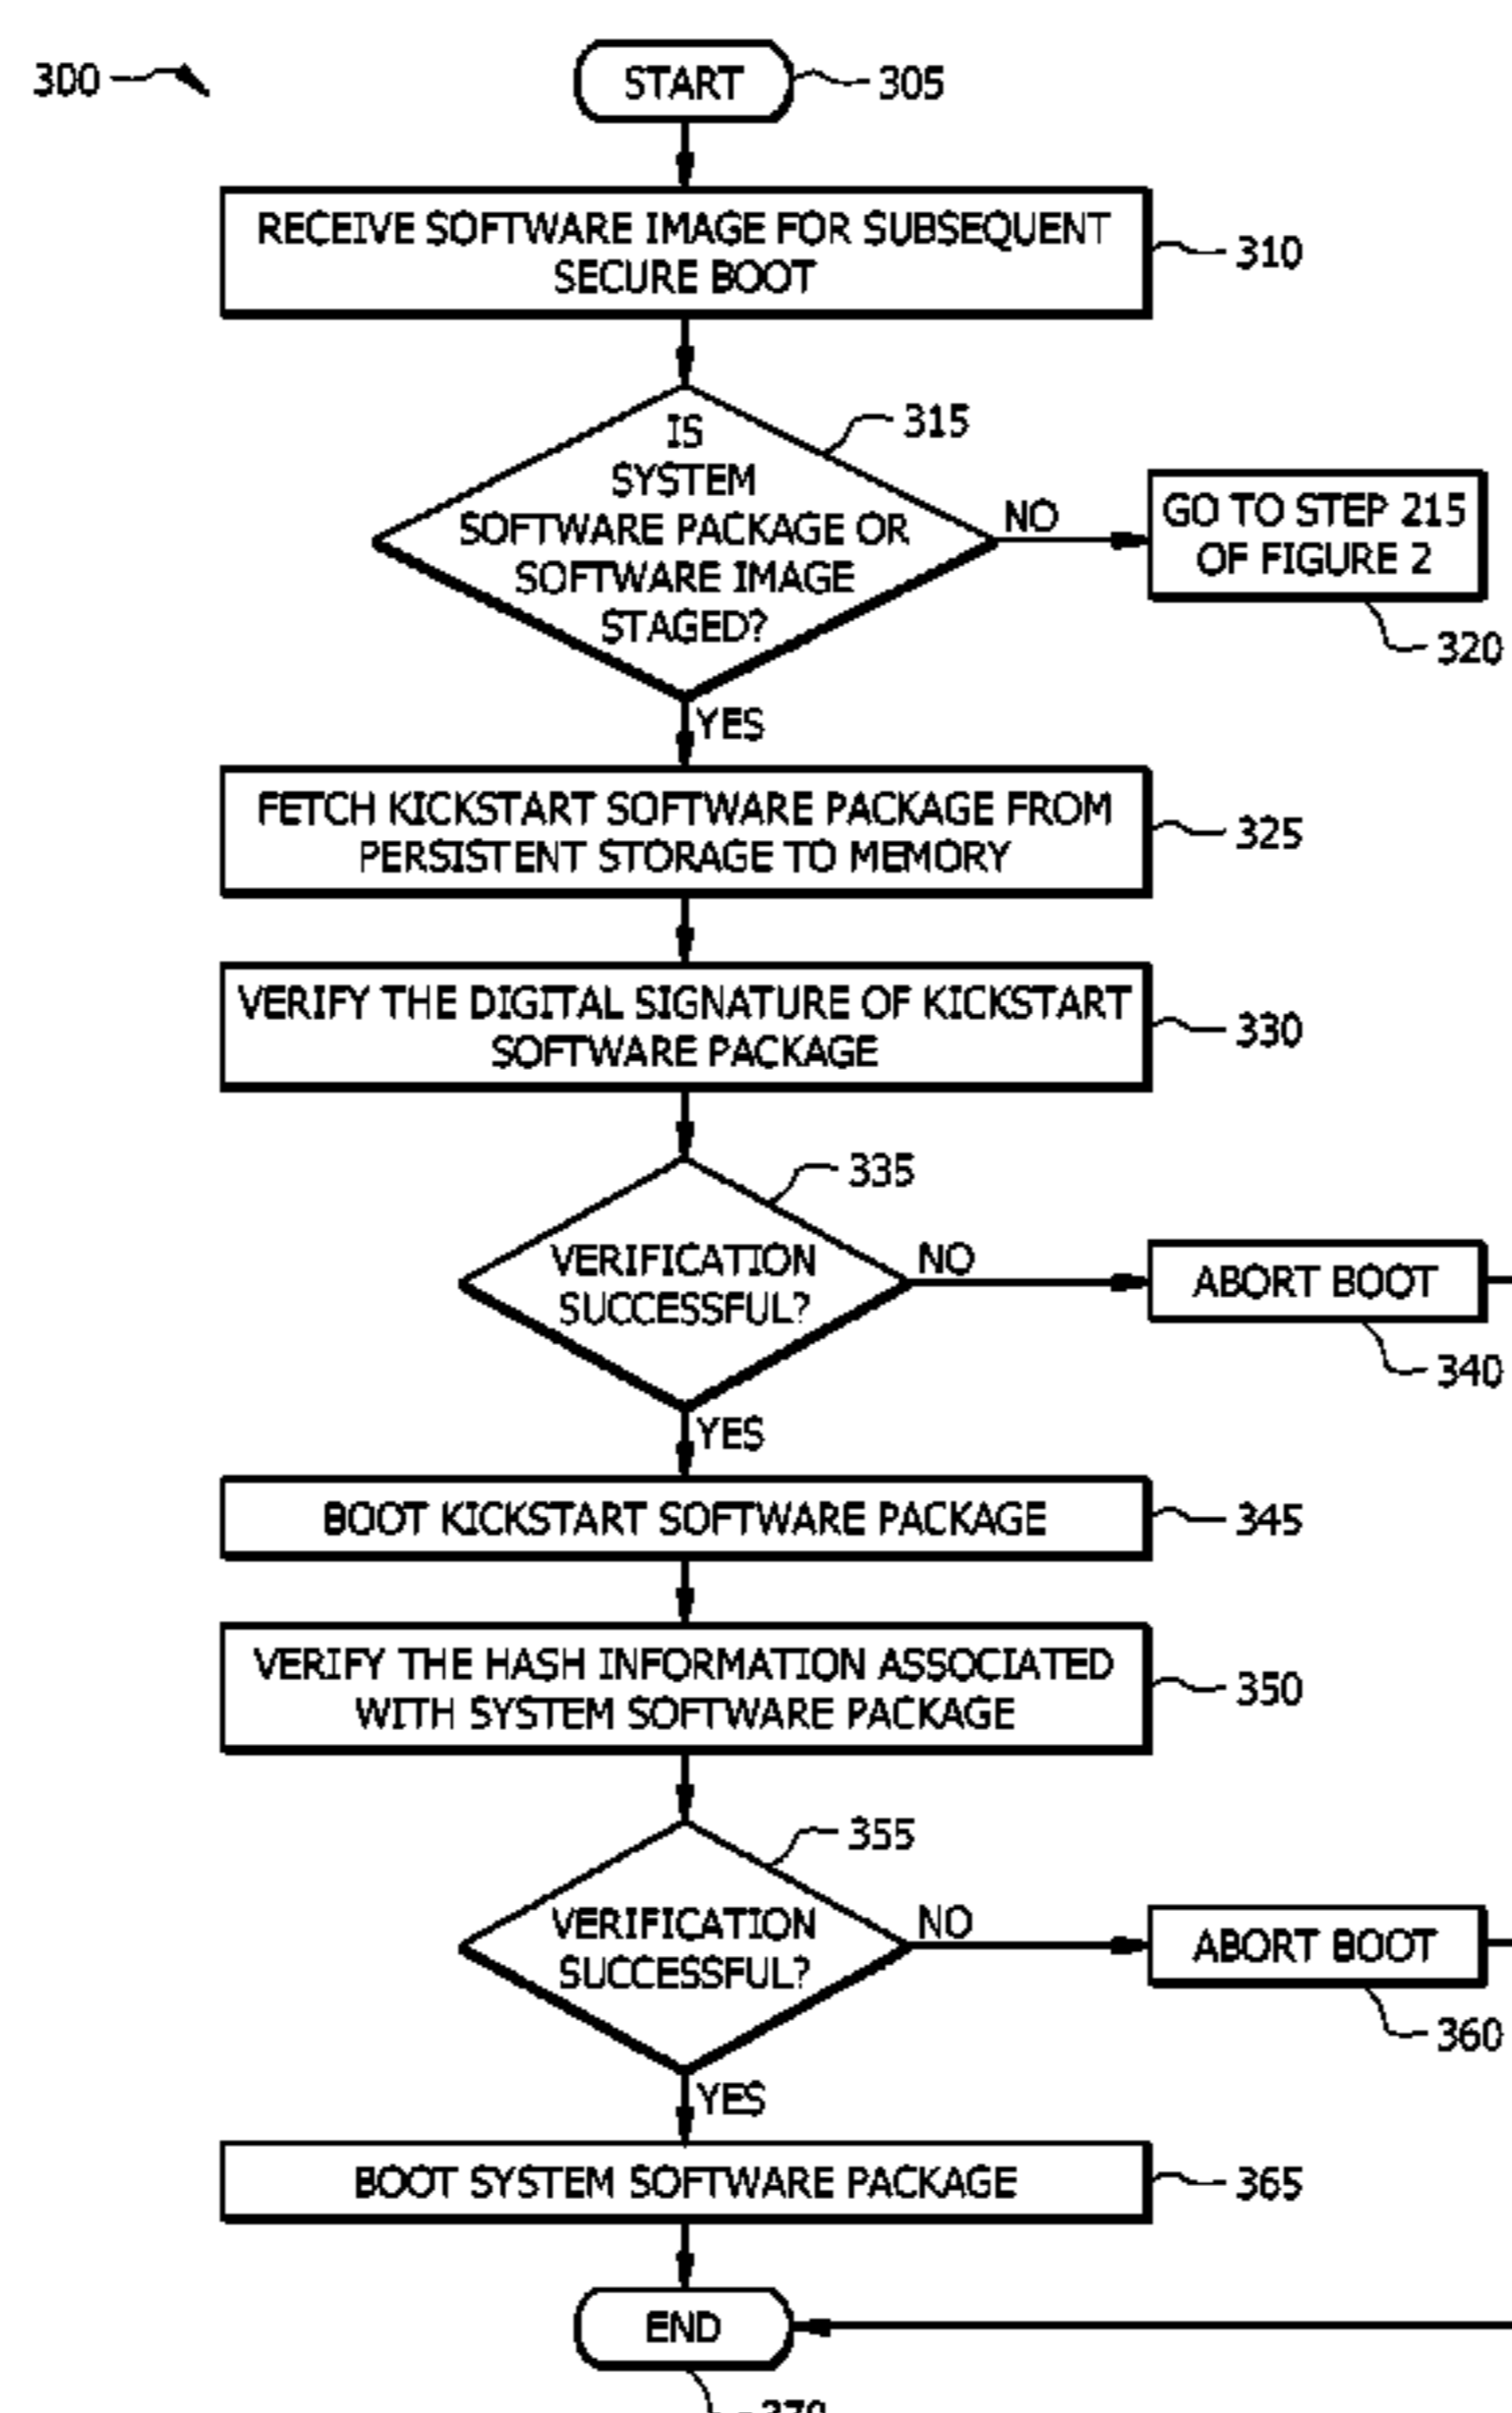 300
START
305
RECEIVE SOFTWARE IMAGE FOR SUBSEQUENT
SECURE BOOT
310
IS
SYSTEM
SOFTWARE PACKAGE OR
SOFTWARE IMAGE
STAGED?
315
NO
GO TO STEP 215
OF FIGURE 2
320
YES
FETCH KICKSTART SOFTWARE PACKAGE FROM
PERSISTENT STORAGE TO MEMORY
325
VERIFY THE DIGITAL SIGNATURE OF KICKSTART
SOFTWARE PACKAGE
330
335
VERIFICATION
SUCCESSFUL?
NO
ABORT BOOT
340
YES
BOOT KICKSTART SOFTWARE PACKAGE
345
VERIFY THE HASH INFORMATION ASSOCIATED
WITH SYSTEM SOFTWARE PACKAGE
350
355
VERIFICATION
SUCCESSFUL?
NO
ABORT BOOT
360
YES
BOOT SYSTEM SOFTWARE PACKAGE
365
END